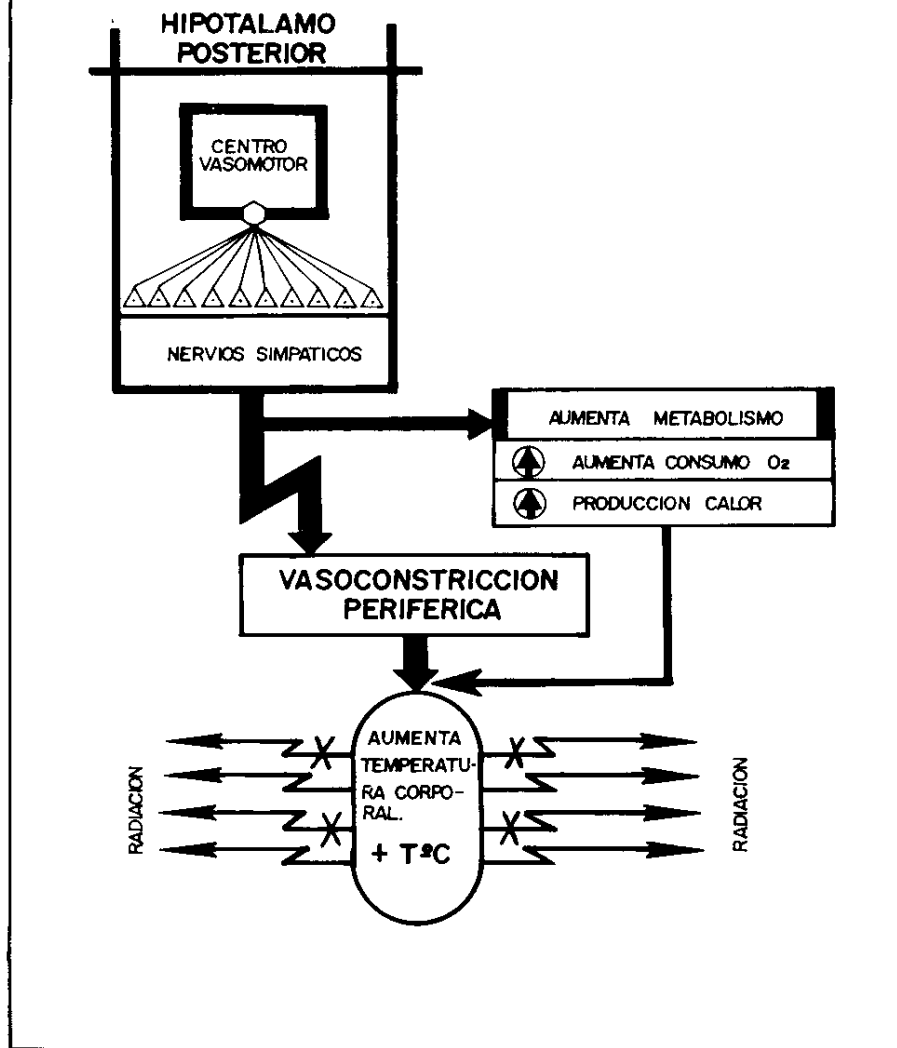 HIPOTALAMO
POSTERIOR
CENTRO
VASOMOTOR
NERVIOS SIMPATICOS
AUMENTA METABOLISMO
AUMENTA CONSUMO O₂
PRODUCCION CALOR
VASOCONSTRICCION
PERIFERICA
AUMENTA
TEMPERATU-
RA CORPO-
RAL.
+ TºC
RADIACION
RADIACION